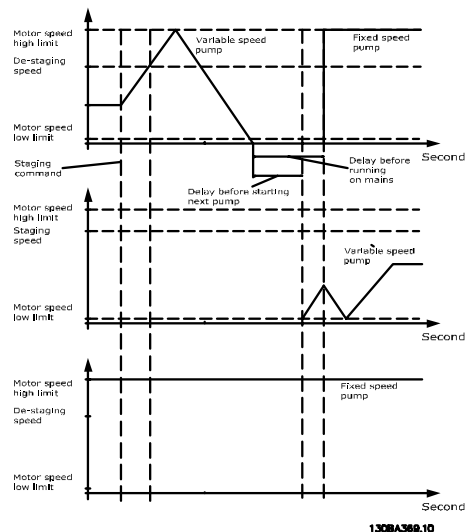 Motor speed
high limit
De-staging
speed
Motor speed
low limit
Staging
command
Variable speed
pump
Fixed speed
pump
Second
Delay before starting
next pump
Delay before
running
on mains
Motor speed
high limit
Staging
speed
Motor speed
low limit
Variable speed
pump
Second
Motor speed
high limit
De-staging
speed
Motor speed
low limit
Fixed speed
pump
Second
130BA369.10